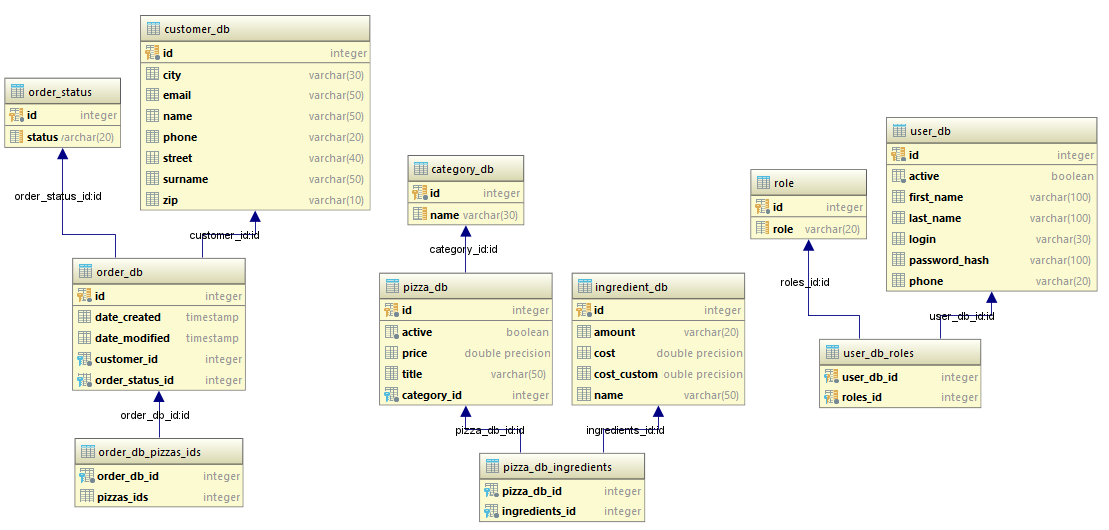 customer_db
id integer
city varchar(30)
email varchar(50)
name varchar(50)
phone varchar(20)
street varchar(40)
surname varchar(50)
zip varchar(10)
order_status
id integer
status varchar(20)
order_status_id:id
customer_id:id
order_db
id integer
date_created timestamp
date_modified timestamp
customer_id integer
order_status_id integer
order_db_id:id
order_db_pizzas_ids
order_db_id integer
pizzas_ids integer
category_db
id integer
name varchar(30)
category_id:id
pizza_db
id integer
active boolean
price double precision
title varchar(50)
category_id integer
ingredient_db
id integer
amount varchar(20)
cost double precision
cost_custom ouble precision
name varchar(50)
pizza_db_id:id
ingredients_id:id
pizza_db_ingredients
pizza_db_id integer
ingredients_id integer
role
id integer
role varchar(20)
user_db
id integer
active boolean
first_name varchar(100)
last_name varchar(100)
login varchar(30)
password_hash varchar(100)
phone varchar(20)
roles_id:id
user_db_id:id
user_db_roles
user_db_id integer
roles_id integer